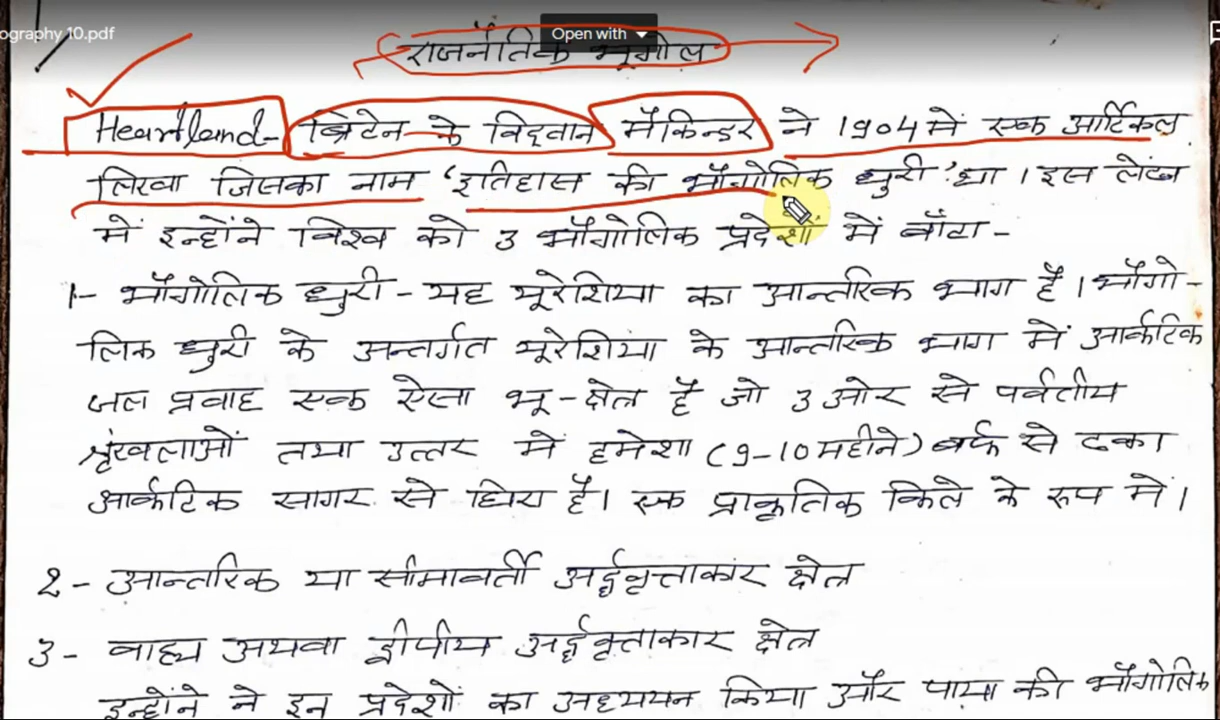 ography 10.pdf
Open with
राजनैतिक भूगोल
Heartland- ब्रिटेन के विद्वान मैकिन्डर ने 1904 में एक आर्टिकल
लिखा जिसका नाम 'इतिहास की भौगोलिक धुरी' था। इस लेख
में इन्होंने विश्व को 3 भौगोलिक प्रदेशों में बाँटा -
1- भौगोलिक धुरी - यह यूरेशिया का आन्तरिक भाग है। भौगो-
लिक धुरी के अन्तर्गत यूरेशिया के आन्तरिक भाग में आर्कटिक
जल प्रवाह एक ऐसा भू-क्षेत्र है जो 3 ओर से पर्वतीय
श्रृंखलाओं तथा उत्तर में हमेशा (9-10 महीने) बर्फ से ढका
आर्कटिक सागर से घिरा है। एक प्राकृतिक किले के रूप में।
2- आन्तरिक या सीमावर्ती अर्द्धवृत्ताकार क्षेत्र
3- बाह्य अथवा द्वीपीय अर्द्धवृत्ताकार क्षेत्र
इन्होंने ने इन प्रदेशों का अध्ययन किया और पाया की भौगोलि